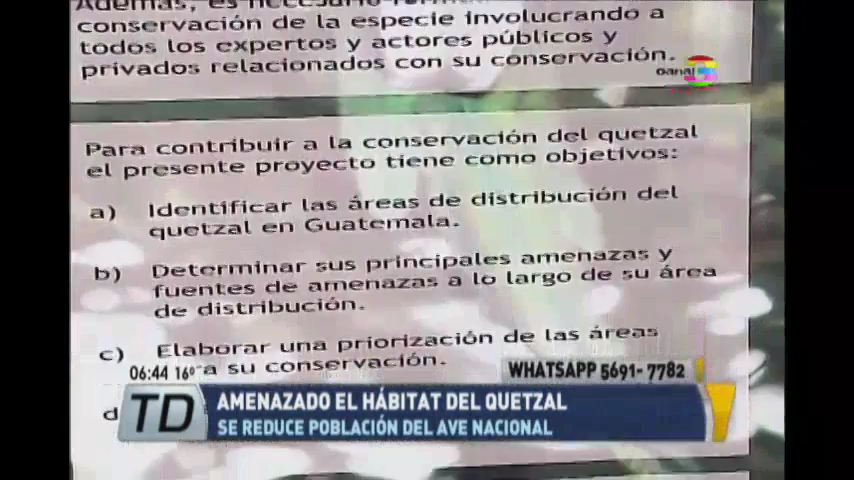 Además, es necesario
conservación de la especie involucrando a
todos los expertos y actores públicos y
privados relacionados con su conservación.
canal 3
Para contribuir a la conservación del quetzal
el presente proyecto tiene como objetivos:
a) Identificar las áreas de distribución del
quetzal en Guatemala.
b) Determinar sus principales amenazas y
fuentes de amenazas a lo largo de su área
de distribución.
c) Elaborar una priorización de las áreas
a su conservación.
06:44 16º
WHATSAPP 5691-7782
d
TD
AMENAZADO EL HÁBITAT DEL QUETZAL
SE REDUCE POBLACIÓN DEL AVE NACIONAL